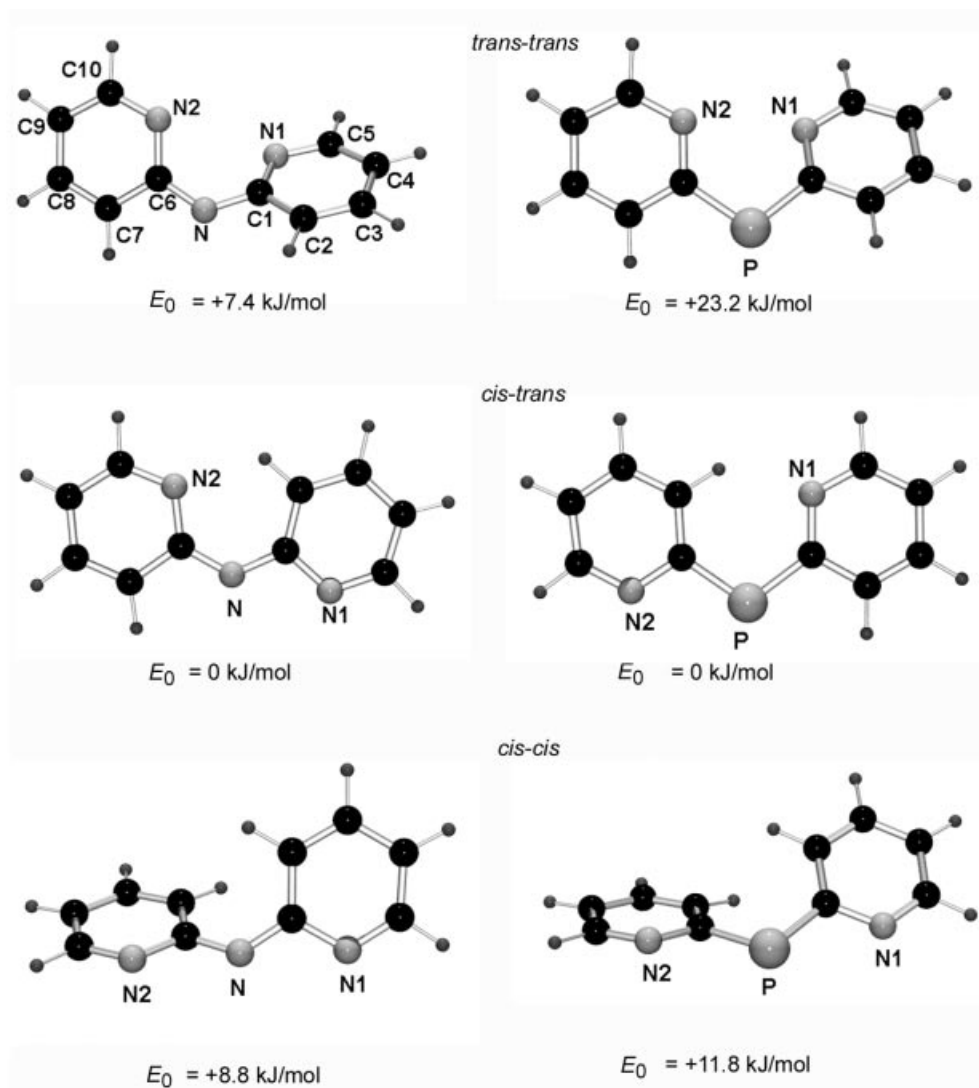 trans-trans
C10
N2
C9
N1
C5
C4
C8
C6
C7
N
C1
C2
C3
E0 = +7.4 kJ/mol
N2
N1
P
E0 = +23.2 kJ/mol
cis-trans
N2
N
N1
E0 = 0 kJ/mol
N1
N2
P
E0 = 0 kJ/mol
cis-cis
N2
N
N1
E0 = +8.8 kJ/mol
N2
P
N1
E0 = +11.8 kJ/mol